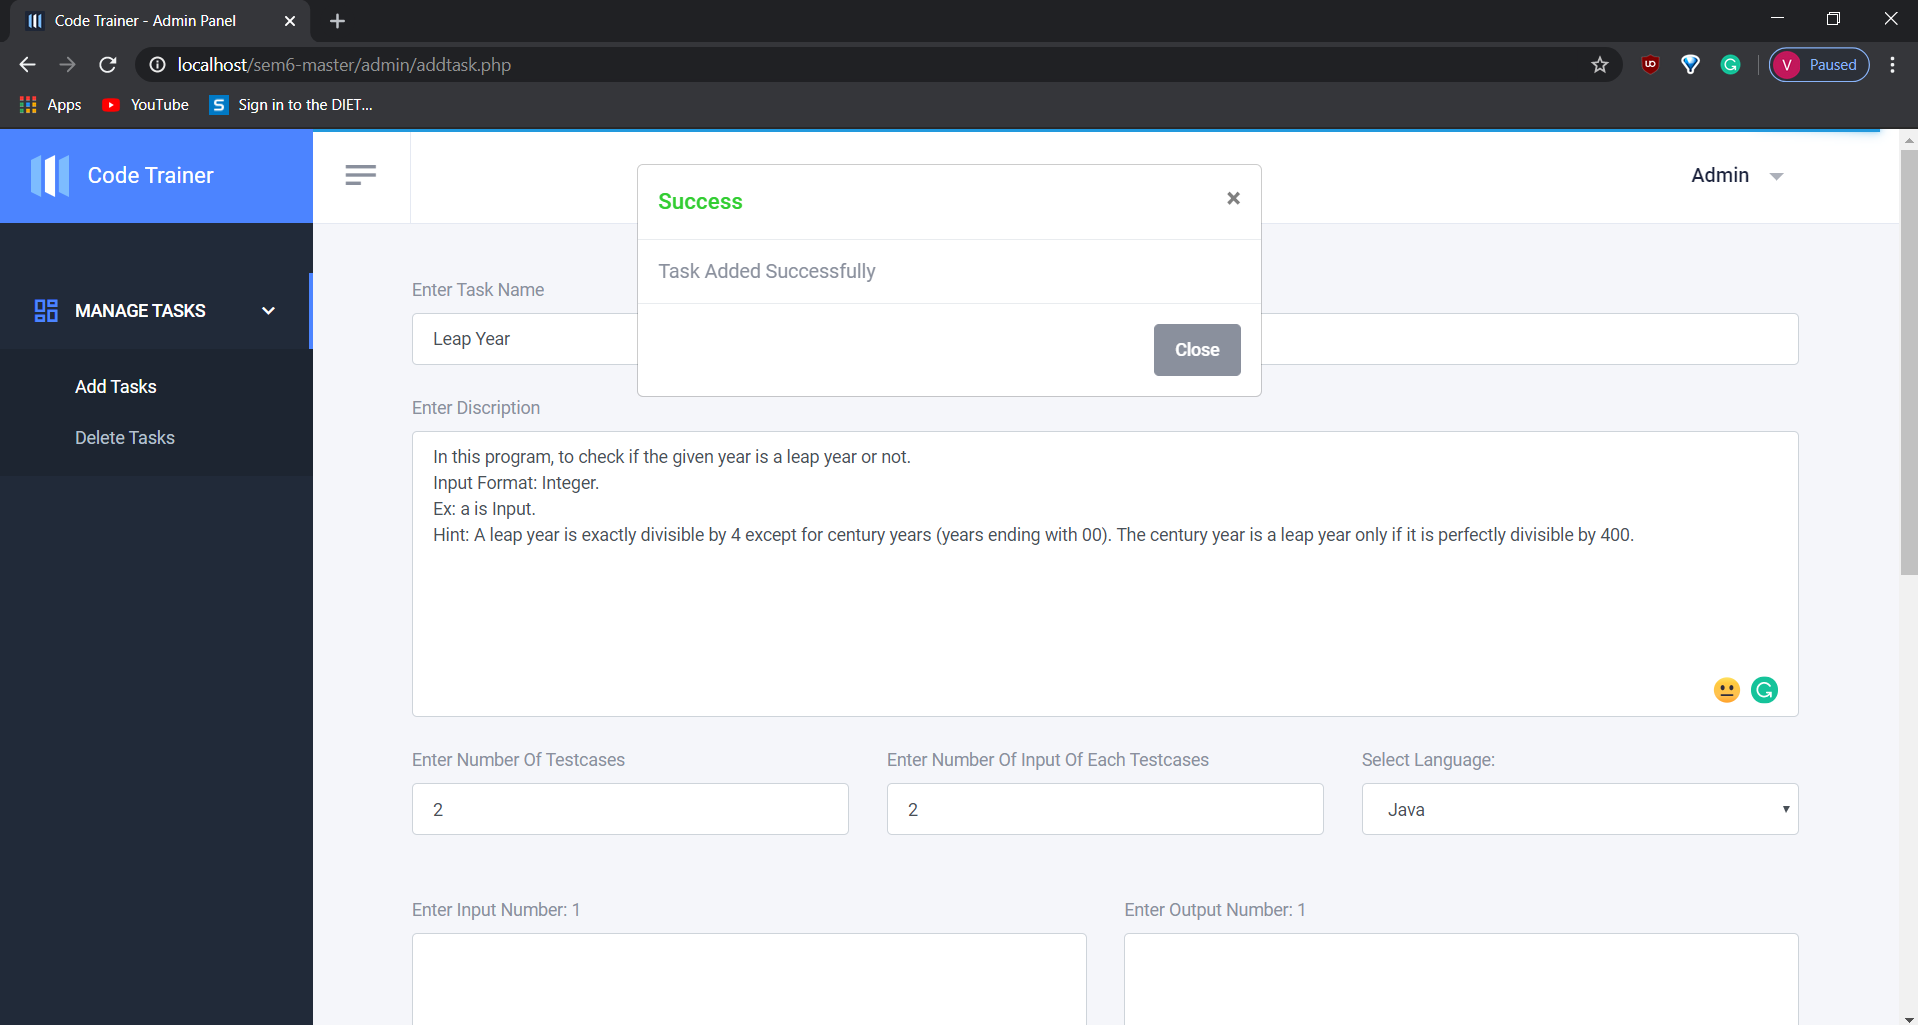 Code Trainer - Admin Panel
localhost/sem6-master/admin/addtask.php
V Paused
Apps YouTube S Sign in to the DIET...
Code Trainer
Admin
Success ×
Task Added Successfully
Close
MANAGE TASKS
Add Tasks
Delete Tasks
Enter Task Name
Leap Year
Enter Discription
In this program, to check if the given year is a leap year or not.
Input Format: Integer.
Ex: a is Input.
Hint: A leap year is exactly divisible by 4 except for century years (years ending with 00). The century year is a leap year only if it is perfectly divisible by 400.
Enter Number Of Testcases Enter Number Of Input Of Each Testcases Select Language:
2 2 Java
Enter Input Number: 1 Enter Output Number: 1